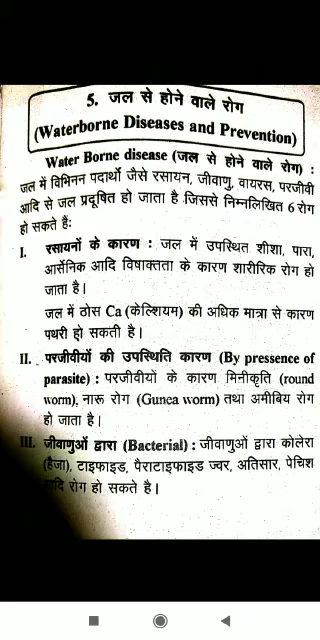 5. जल से होने वाले रोग
(Waterborne Diseases and Prevention)
Water Borne disease (जल से होने वाले रोग) :
जल में विभिनन पदार्थो जैसे रसायन, जीवाणु, वायरस, परजीवी
आदि से जल प्रदूषित हो जाता है जिससे निम्नलिखित 6 रोग
हो सकते हैः
I. रसायनों के कारण : जल में उपस्थित शीशा, पारा,
आर्सेनिक आदि विषाक्तता के कारण शारीरिक रोग हो
जाता है।
जल में ठोस Ca (केल्शियम) की अधिक मात्रा से कारण
पथरी हो सकती है।
II. परजीवीयों की उपस्थिति कारण (By pressence of
parasite) : परजीवीयों के कारण मिनीकृति (round
worm), नारू रोग (Gunea worm) तथा अमीबिय रोग
हो जाता है।
III. जीवाणुओं द्वारा (Bacterial) : जीवाणुओं द्वारा कोलेरा
(हैजा), टाइफाइड, पैराटाइफाइड ज्वर, अतिसार, पेचिश
आदि रोग हो सकते है।